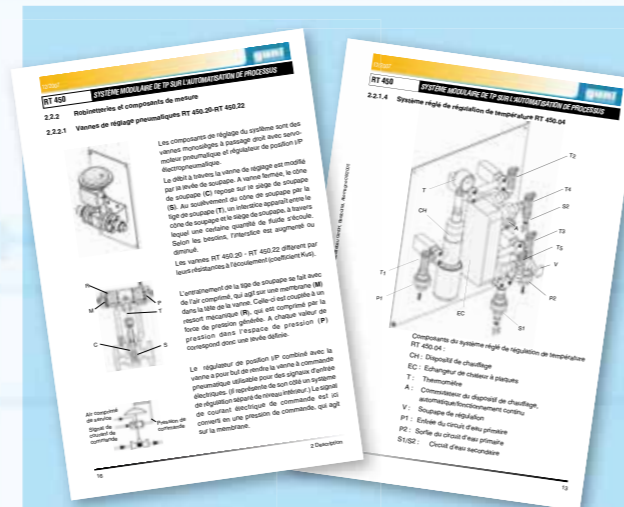 RT 450
SYSTÈME MODULAIRE DE TP SUR L'AUTOMATISATION DE PROCESSUS
gunt
2.2.2 Robinetteries et composants de mesure
2.2.2.1 Vannes de réglage pneumatiques RT 450.20-RT 450.22
Les composants de réglage du système sont des
vannes monosièges à passage droit avec servo-
moteur pneumatique et régulateur de position I/P
électropneumatique.
Le débit à travers la vanne de réglage est modifié
par la levée de soupape. A vanne fermée, le cône
de soupape (C) repose sur le siège de soupape
(S). Au soulèvement du cône de soupape par la
tige de soupape (T), un interstice apparaît entre le
cône de soupape et le siège de soupape, à travers
lequel une certaine quantité de fluide s'écoule.
Selon les besoins, l'interstice est augmenté ou
diminué.
Les vannes RT 450.20 - RT 450.22 diffèrent par
leurs résistances à l'écoulement (coefficient Kvs).
R
M
P
T
C
S
L'entraînement de la tige de soupape se fait avec
de l'air comprimé, qui agit sur une membrane (M)
dans la tête de la vanne. Celle-ci est couplée à un
ressort mécanique (R), qui est comprimé par la
force de pression générée. A chaque valeur de
pression dans l'espace de pression (P)
correspond donc une levée définie.
Le régulateur de position I/P combiné avec la
vanne a pour but de rendre la vanne à commande
pneumatique utilisable pour des signaux d'entrée
électriques. (Il représente de son côté un système
de régulation séparé de niveau inférieur.) Le signal
de courant électrique de commande est ici
converti en une pression de commande, qui agit
sur la membrane.
Air comprimé
de service
Signal de
courant de
commande
Pression de
commande
16
2 Description
RT 450
SYSTÈME MODULAIRE DE TP SUR L'AUTOMATISATION DE PROCESSUS
gunt
2.2.1.4 Système réglé de régulation de température RT 450.04
T2
T
T4
S2
CH
T3
T5
V
T1
P1
P2
EC
S1
Composants du système réglé de régulation de température
RT 450.04 :
CH : Dispositif de chauffage
EC : Echangeur de chaleur à plaques
T : Thermomètre
A : Commutateur du dispositif de chauffage,
automatique/fonctionnement continu
V : Soupape de régulation
P1 : Entrée du circuit d'eau primaire
P2 : Sortie du circuit d'eau primaire
S1/S2 : Circuit d'eau secondaire
13